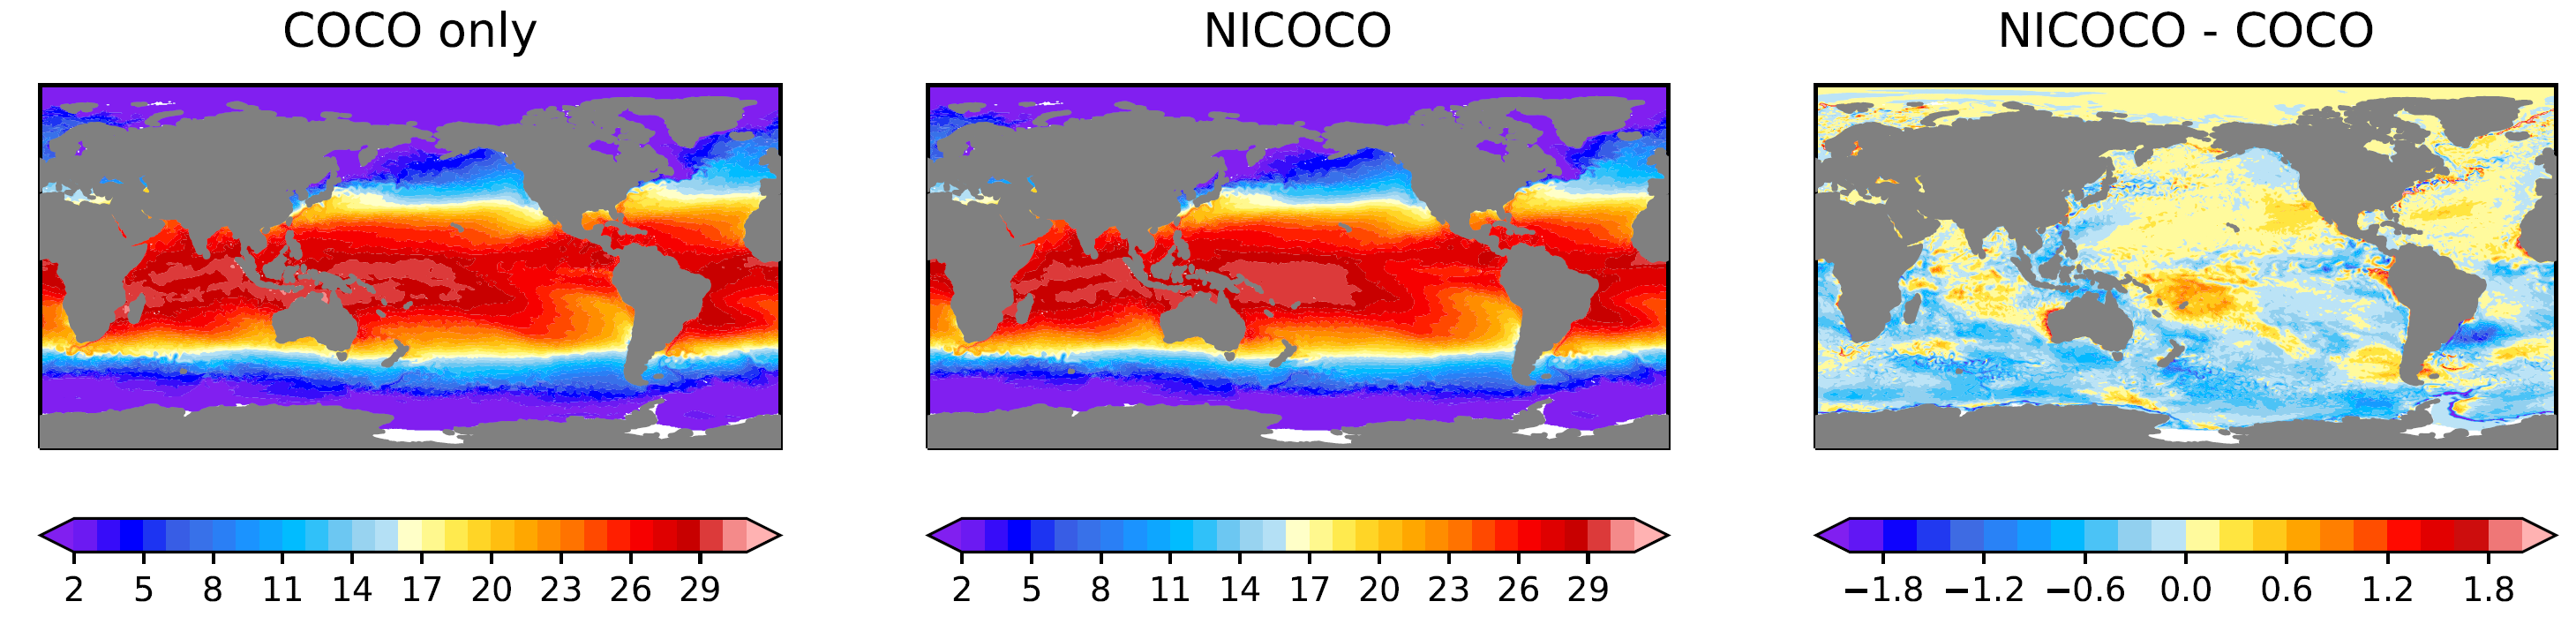 COCO only
NICOCO
NICOCO - COCO
2 5 8 11 14 17 20 23 26 29
2 5 8 11 14 17 20 23 26 29
−1.8 −1.2 −0.6 0.0 0.6 1.2 1.8